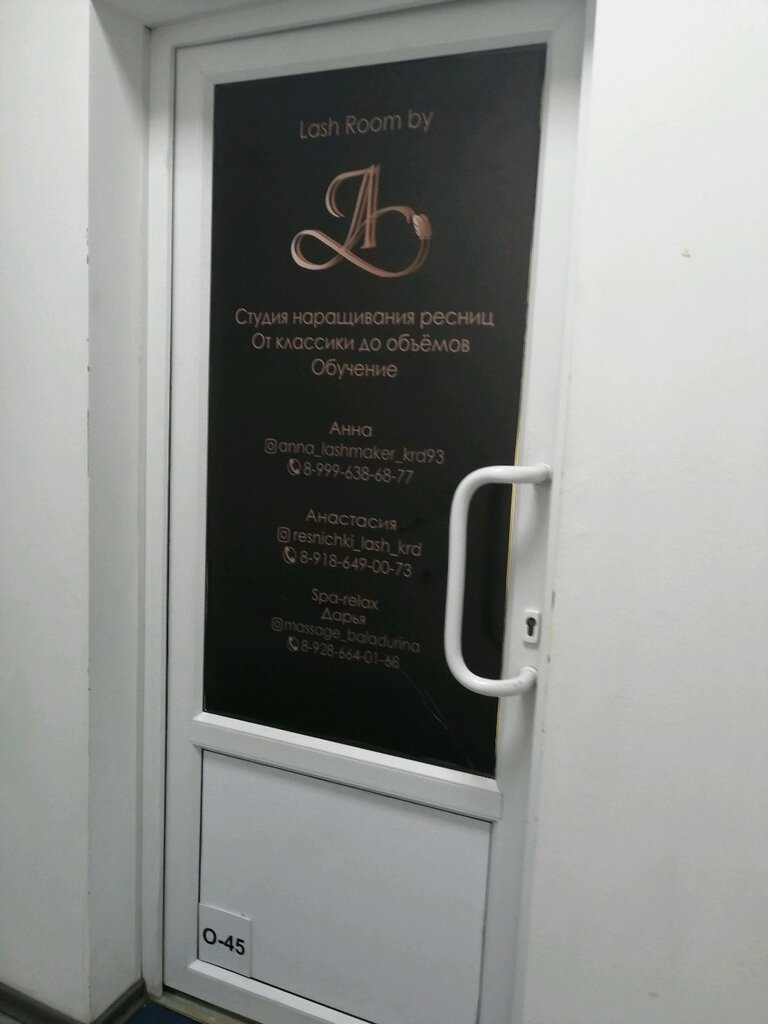 Lash Room by
A
Студия наращивания ресниц
От классики до объёмов
Обучение
Анна
anna_lashmaker_krd93
8-999-638-68-77
Анастасия
resnichki_lash_krd
8-918-649-00-73
Spa-relax
Дарья
massage_baladurina
8-928-664-01-68
О-45